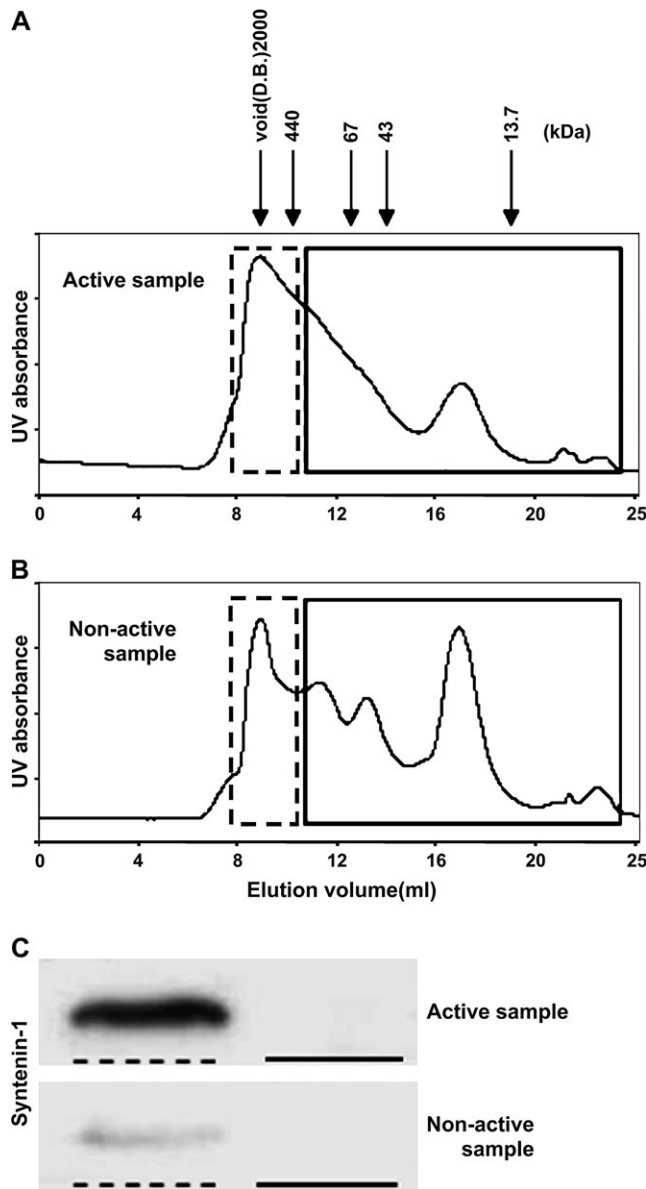 A
void(D.B.)2000
440
67
43
13.7
(kDa)
Active sample
UV absorbance
0 4 8 12 16 20 25
B
Non-active
sample
UV absorbance
0 4 8 12 16 20 25
Elution volume(ml)
C
Syntenin-1
Active sample
Non-active
sample